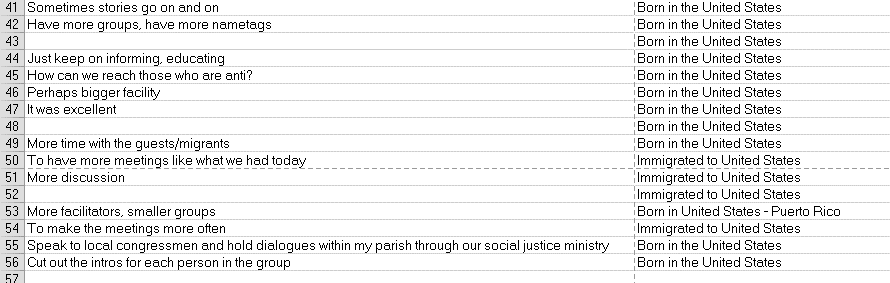 41 Sometimes stories go on and on Born in the United States
42 Have more groups, have more nametags Born in the United States
43 Born in the United States
44 Just keep on informing, educating Born in the United States
45 How can we reach those who are anti? Born in the United States
46 Perhaps bigger facility Born in the United States
47 It was excellent Born in the United States
48 Born in the United States
49 More time with the guests/migrants Born in the United States
50 To have more meetings like what we had today Immigrated to United States
51 More discussion Immigrated to United States
52 Immigrated to United States
53 More facilitators, smaller groups Born in United States - Puerto Rico
54 To make the meetings more often Immigrated to United States
55 Speak to local congressmen and hold dialogues within my parish through our social justice ministry Born in the United States
56 Cut out the intros for each person in the group Born in the United States
57